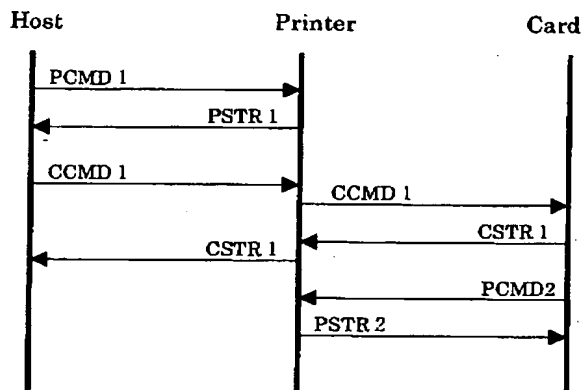 Host Printer Card
PCMD 1
PSTR 1
CCMD 1
CCMD 1
CSTR 1
CSTR 1
PCMD2
PSTR 2